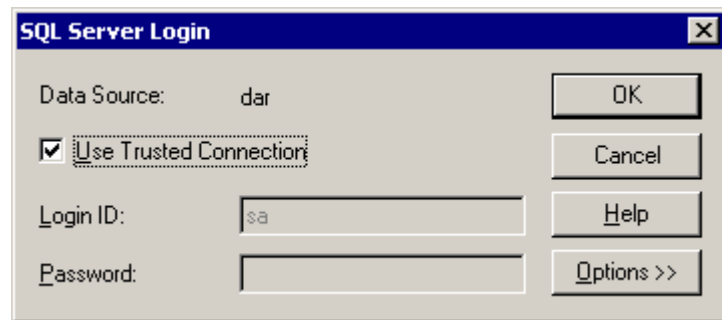 SQL Server Login
Data Source: dar OK
Use Trusted Connection Cancel
Login ID: sa Help
Password: Options >>